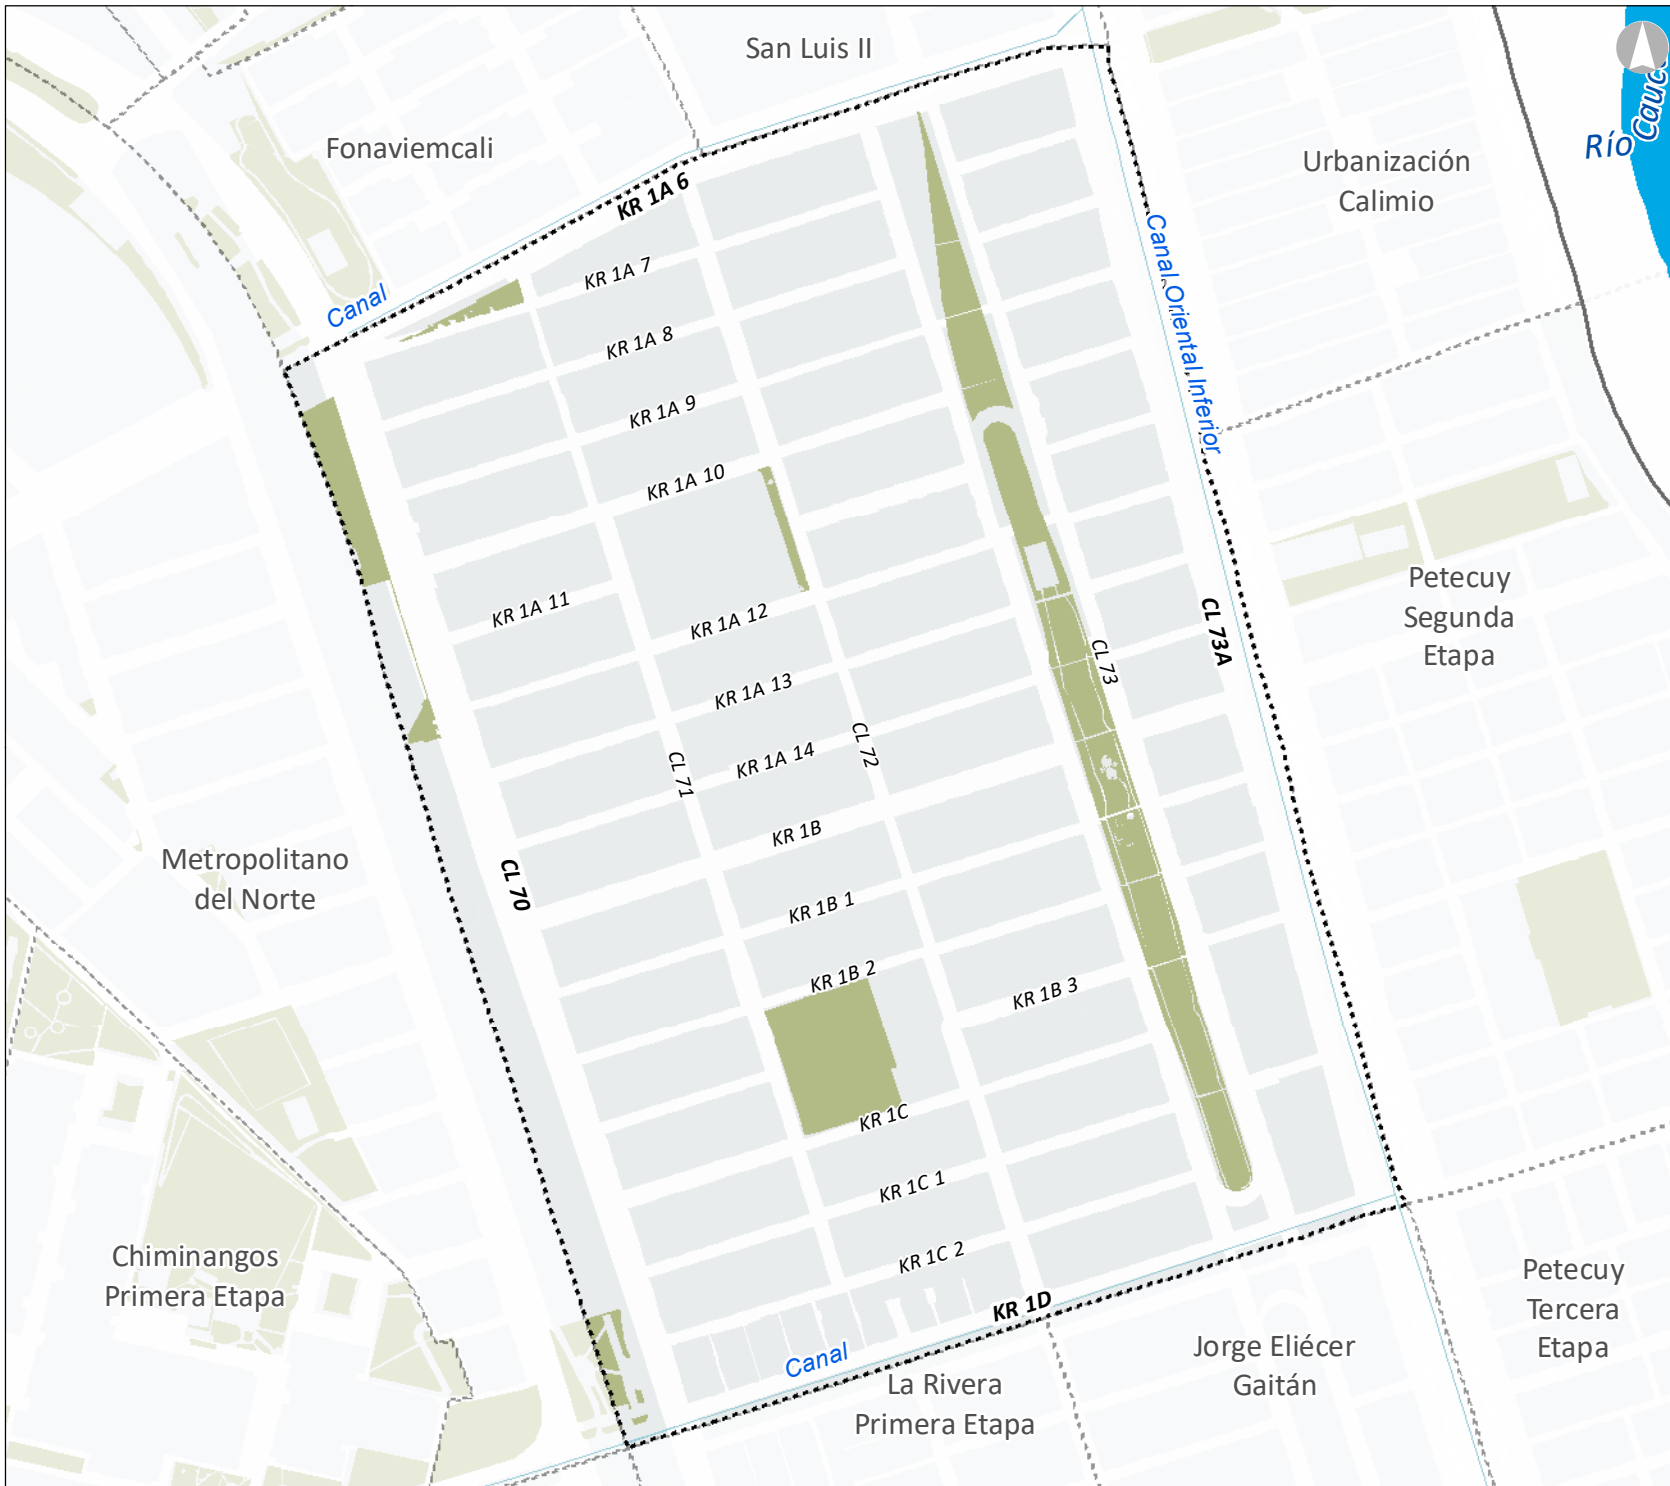 San Luis II
Fonaviemcali
Urbanización
Calimio
Río Cauc
KR 1A 6
KR 1A 7
Canal
KR 1A 8
Canal Oriental Inferior
KR 1A 9
KR 1A 10
KR 1A 11
KR 1A 12
KR 1A 13
KR 1A 14
Petecuy
Segunda
Etapa
CL 73A
CL 73
CL 72
CL 71
CL 70
KR 1B
KR 1B 1
KR 1B 2
KR 1B 3
Metropolitano
del Norte
KR 1C
KR 1C 1
KR 1C 2
KR 1D
Chiminangos
Primera Etapa
Canal
La Rivera
Primera Etapa
Jorge Eliécer
Gaitán
Petecuy
Tercera
Etapa